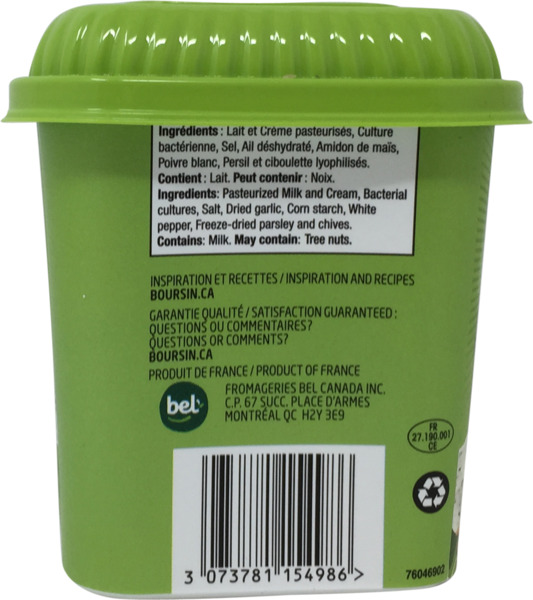 Ingrédients : Lait et Crème pasteurisés, Culture
bactérienne, Sel, Ail déshydraté, Amidon de maïs,
Poivre blanc, Persil et ciboulette lyophilisés.
Contient : Lait. Peut contenir : Noix.
Ingredients: Pasteurized Milk and Cream, Bacterial
cultures, Salt, Dried garlic, Corn starch, White
pepper, Freeze-dried parsley and chives.
Contains: Milk. May contain: Tree nuts.
INSPIRATION ET RECETTES / INSPIRATION AND RECIPES
BOURSIN.CA
GARANTIE QUALITÉ / SATISFACTION GUARANTEED :
QUESTIONS OU COMMENTAIRES?
QUESTIONS OR COMMENTS?
BOURSIN.CA
PRODUIT DE FRANCE / PRODUCT OF FRANCE
bel
FROMAGERIES BEL CANADA INC.
C.P. 67 SUCC. PLACE D'ARMES
MONTRÉAL QC H2Y 3E9
FR
27.190.001
CE
3 073781 154986 >
76046902